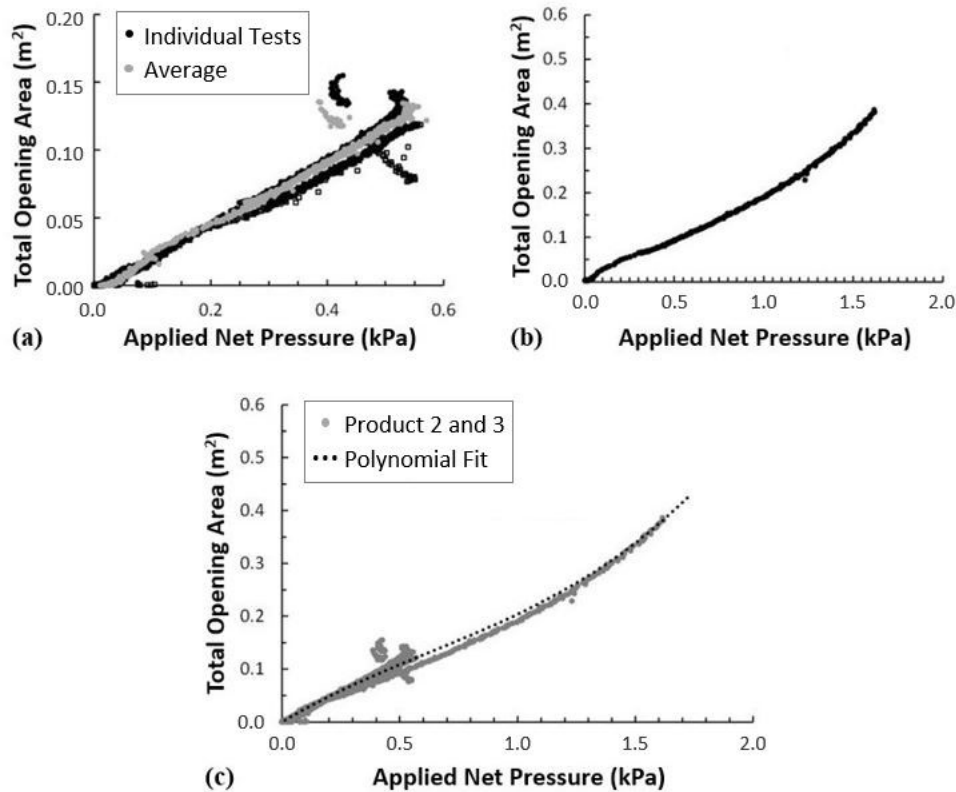 Total Opening Area (m²)
0.20
0.15
0.10
0.05
0.00
Individual Tests
Average
0.0 0.2 0.4 0.6
(a) Applied Net Pressure (kPa)
Total Opening Area (m²)
0.6
0.5
0.4
0.3
0.2
0.1
0.0
0.0 0.5 1.0 1.5 2.0
(b) Applied Net Pressure (kPa)
Total Opening Area (m²)
0.6
0.5
0.4
0.3
0.2
0.1
0.0
Product 2 and 3
Polynomial Fit
0.0 0.5 1.0 1.5 2.0
(c) Applied Net Pressure (kPa)